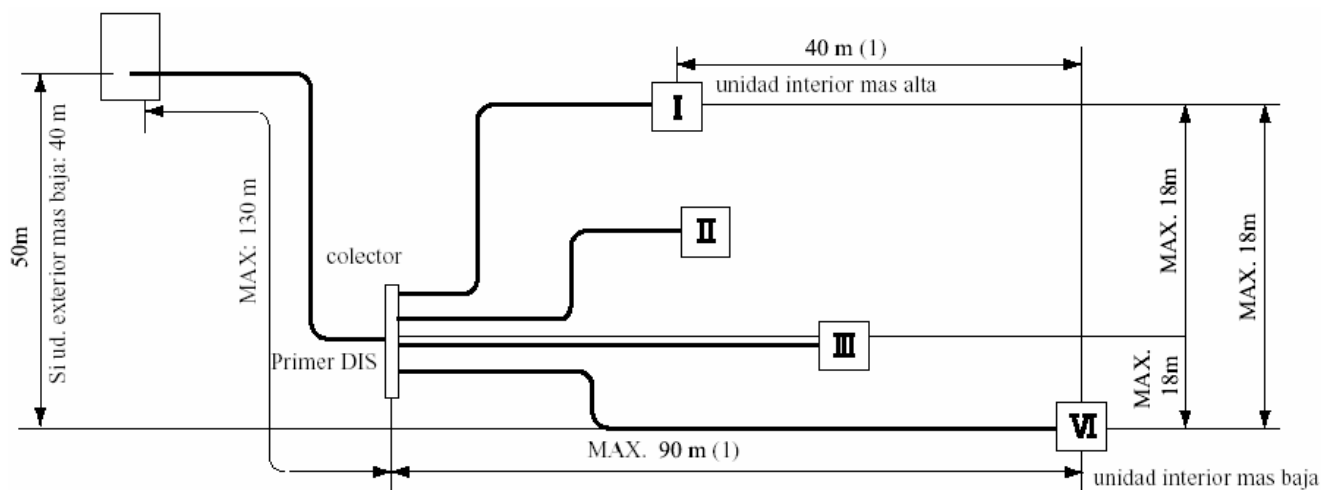 40 m (1)
unidad interior mas alta
I
II
III
VI
50m
Si ud. exterior mas baja: 40 m
MAX: 130 m
colector
Primer DIS
MAX. 18m
MAX. 18m
MAX.
18m
MAX. 90 m (1)
unidad interior mas baja